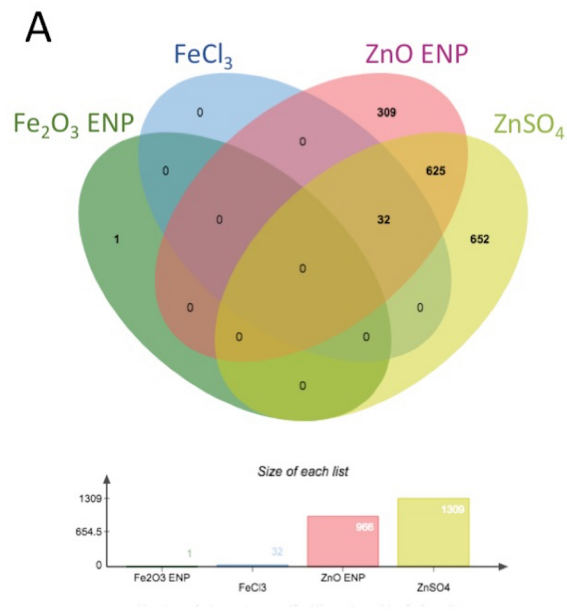 A
FeCl₃
ZnO ENP
Fe₂O₃ ENP
ZnSO₄
0
309
0
0
625
0
32
1
652
0
0
0
0
0
0
Size of each list
1309
654.5
0
1
32
966
1309
Fe2O3 ENP
FeCl3
ZnO ENP
ZnSO4